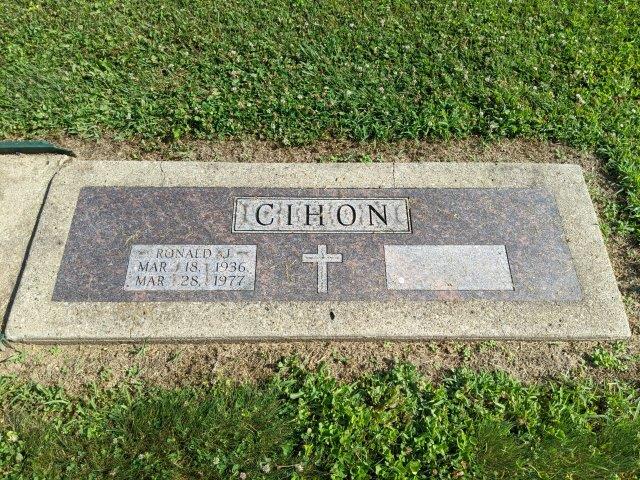 CIHON
RONALD J.
MAR 18, 1936
MAR 28, 1977